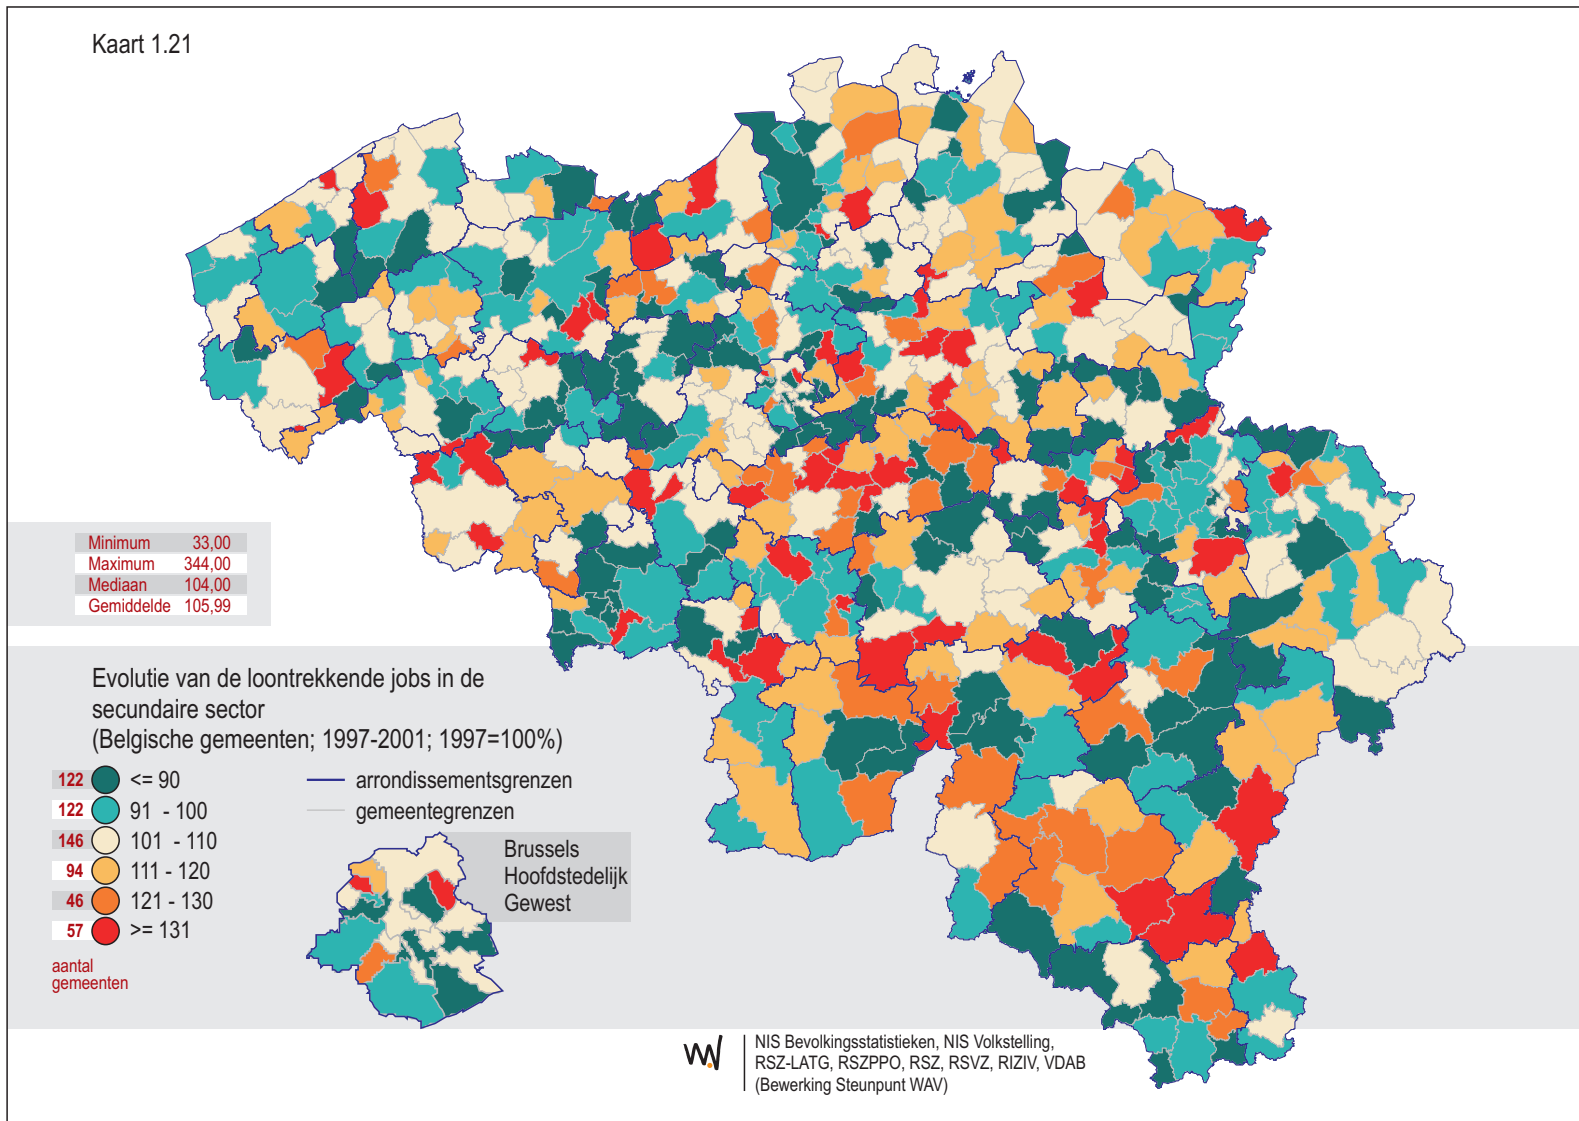 Kaart 1.21
Minimum 33,00
Maximum 344,00
Mediaan 104,00
Gemiddelde 105,99
Evolutie van de loontrekkende jobs in de
secundaire sector
(Belgische gemeenten; 1997-2001; 1997=100%)
122 <= 90
122 91 - 100
146 101 - 110
94 111 - 120
46 121 - 130
57 >= 131
aantal
gemeenten
arrondissementsgrenzen
gemeentegrenzen
Brussels
Hoofdstedelijk
Gewest
NIS Bevolkingsstatistieken, NIS Volkstelling,
RSZ-LATG, RSZPPO, RSZ, RSVZ, RIZIV, VDAB
(Bewerking Steunpunt WAV)